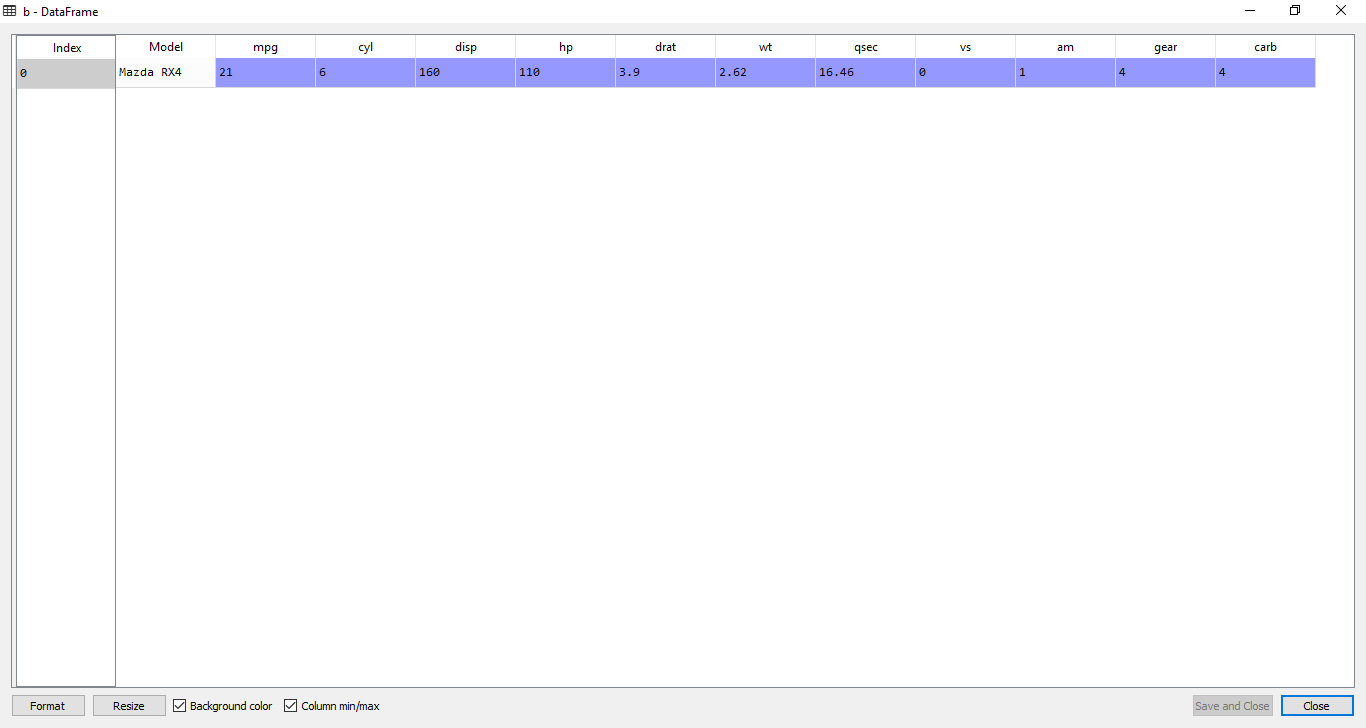 b - DataFrame
Index Model mpg cyl disp hp drat wt qsec vs am gear carb
0 Mazda RX4 21 6 160 110 3.9 2.62 16.46 0 1 4 4
Format Resize Background color Column min/max Save and Close Close